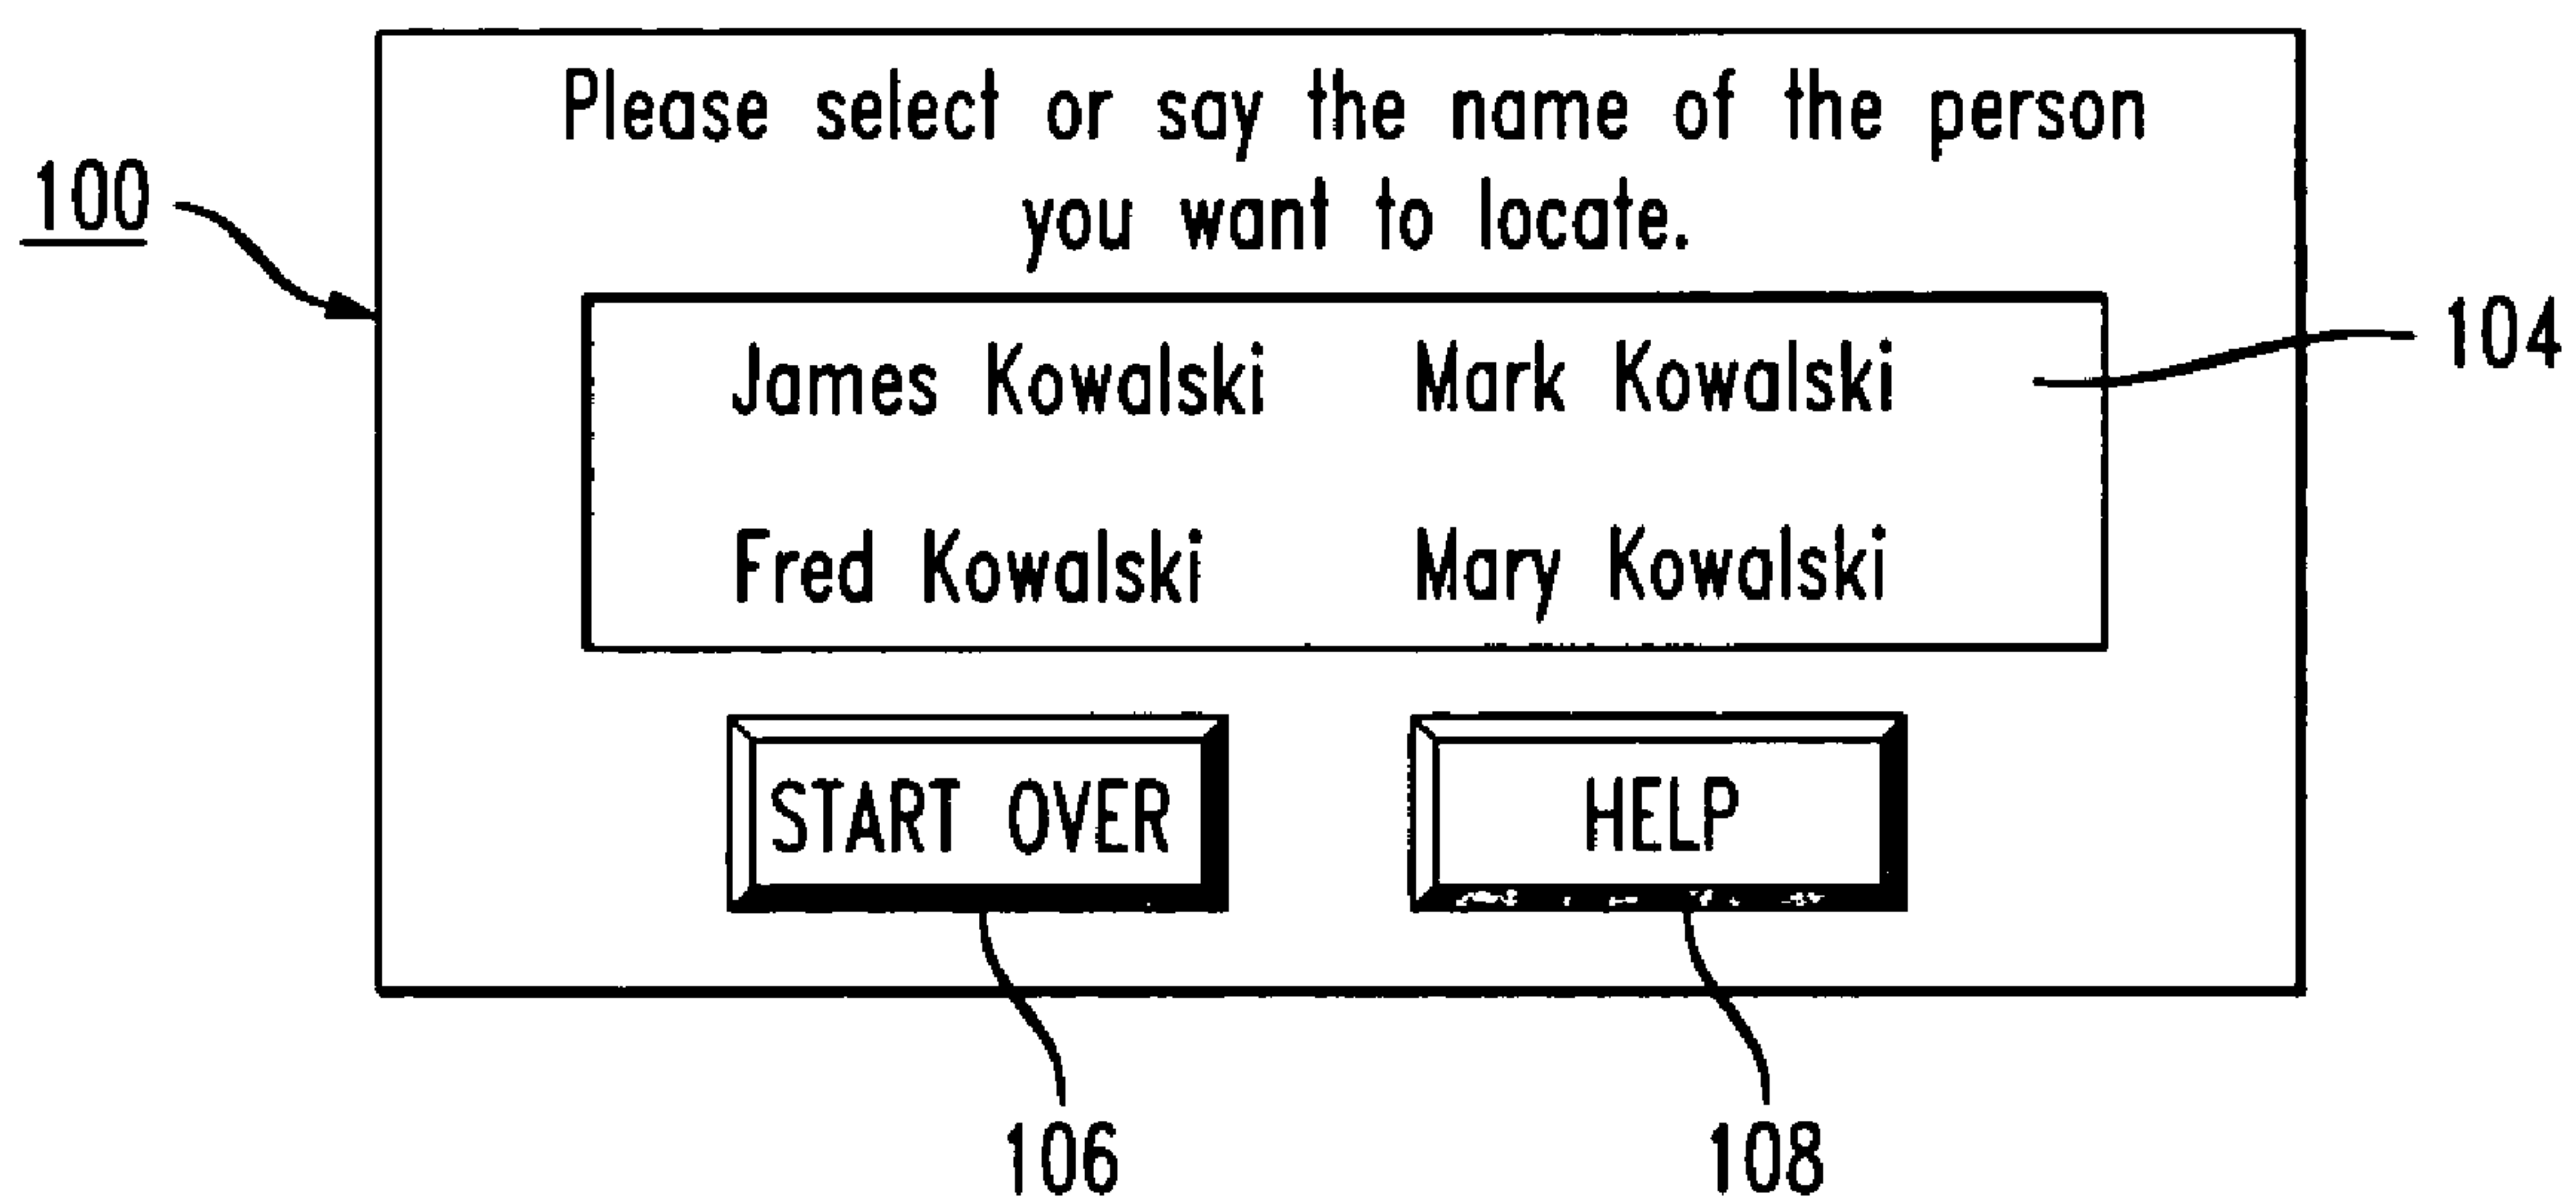 Please select or say the name of the person
you want to locate.
100
104
James Kowalski Mark Kowalski
Fred Kowalski Mary Kowalski
START OVER HELP
106 108